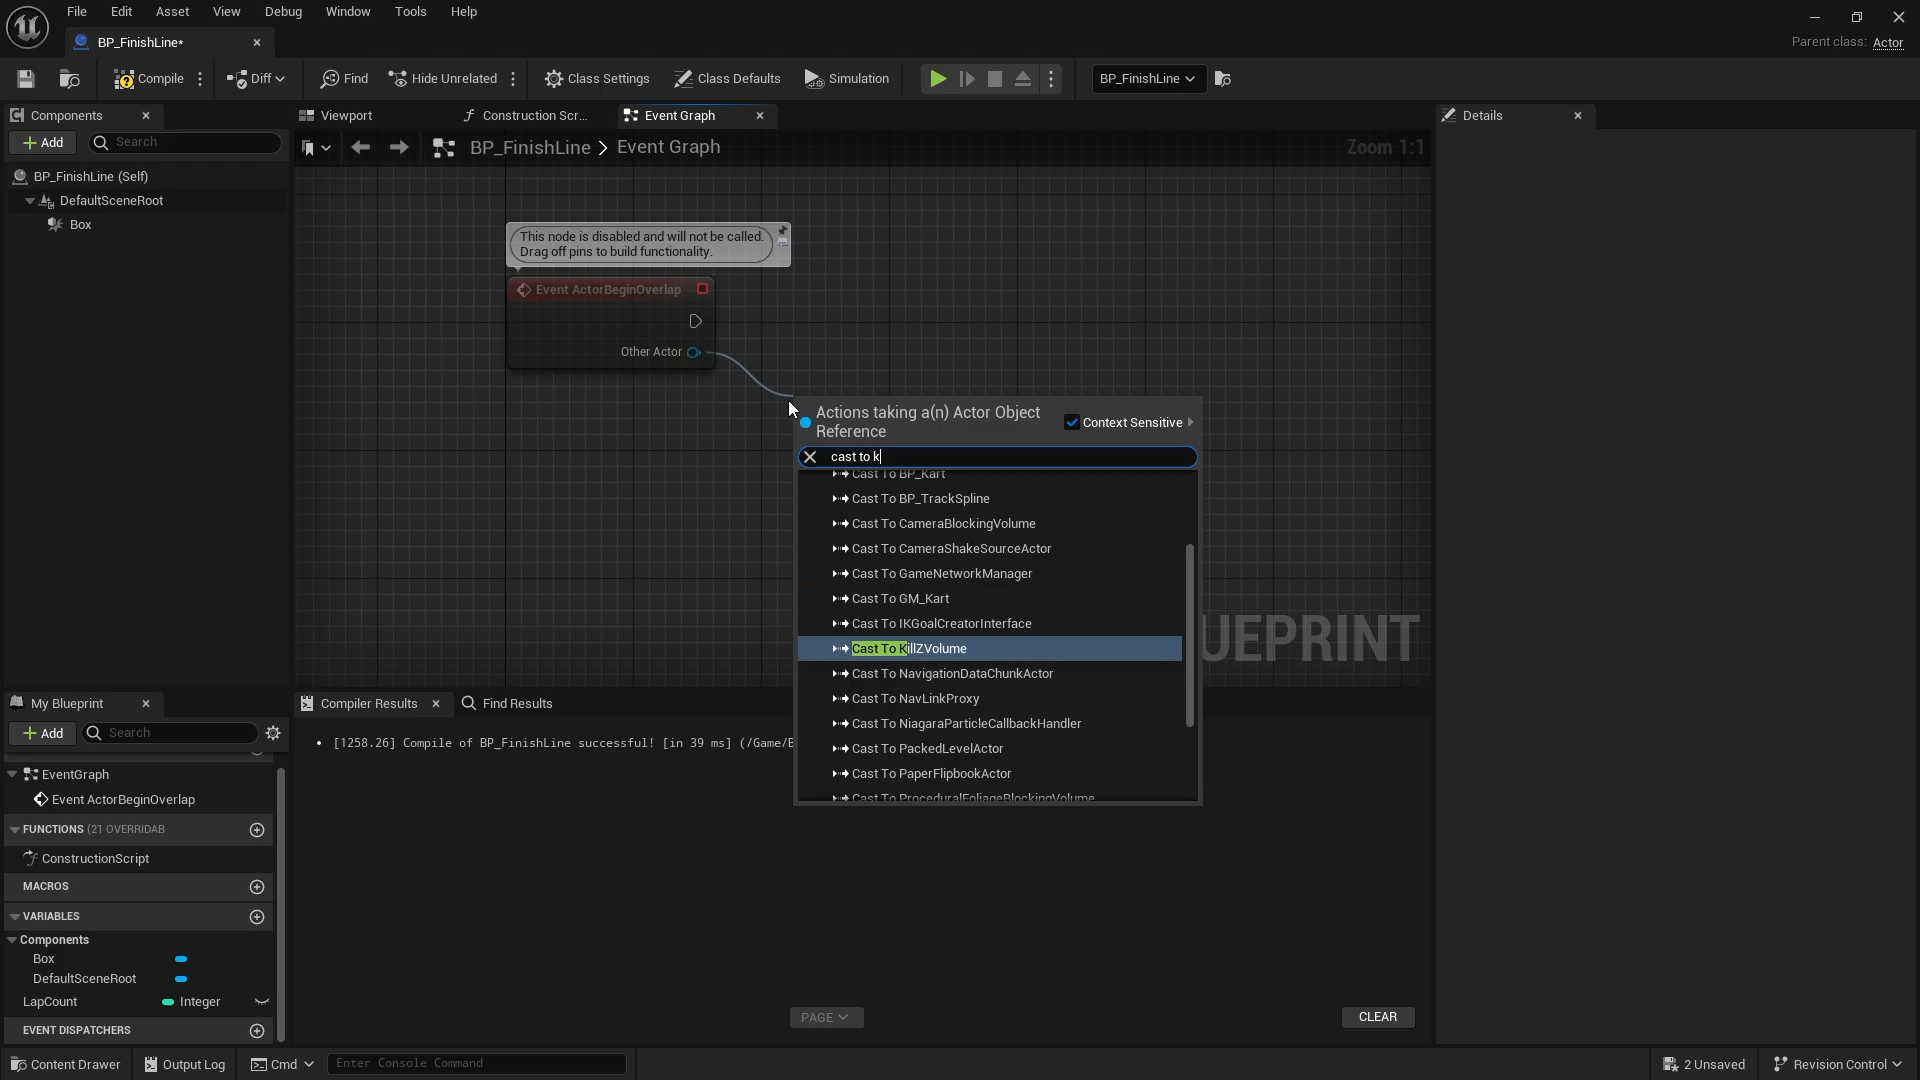 File Edit Asset View Debug Window Tools Help
BP_FinishLine*
Parent class: Actor
Compile Diff Find Hide Unrelated Class Settings Class Defaults Simulation BP_FinishLine
Components
Add Search
BP_FinishLine (Self)
DefaultSceneRoot
Box
Viewport Construction Scr... Event Graph
BP_FinishLine > Event Graph Zoom 1:1
This node is disabled and will not be called.
Drag off pins to build functionality.
Event ActorBeginOverlap
Other Actor
Actions taking a(n) Actor Object
Reference
Context Sensitive
cast to k
Cast To BP_Kart
Cast To BP_TrackSpline
Cast To CameraBlockingVolume
Cast To CameraShakeSourceActor
Cast To GameNetworkManager
Cast To GM_Kart
Cast To IKGoalCreatorInterface
Cast To KillZVolume
Cast To NavigationDataChunkActor
Cast To NavLinkProxy
Cast To NiagaraParticleCallbackHandler
Cast To PackedLevelActor
Cast To PaperFlipbookActor
Cast To ProceduralFoliageBlockingVolume
UEPRINT
Details
My Blueprint
Add Search
EventGraph
Event ActorBeginOverlap
FUNCTIONS (21 OVERRIDAB
ConstructionScript
MACROS
VARIABLES
Components
Box
DefaultSceneRoot
LapCount Integer
EVENT DISPATCHERS
Compiler Results Find Results
[1258.26] Compile of BP_FinishLine successful! [in 39 ms] (/Game/
PAGE CLEAR
Content Drawer Output Log Cmd Enter Console Command 2 Unsaved Revision Control